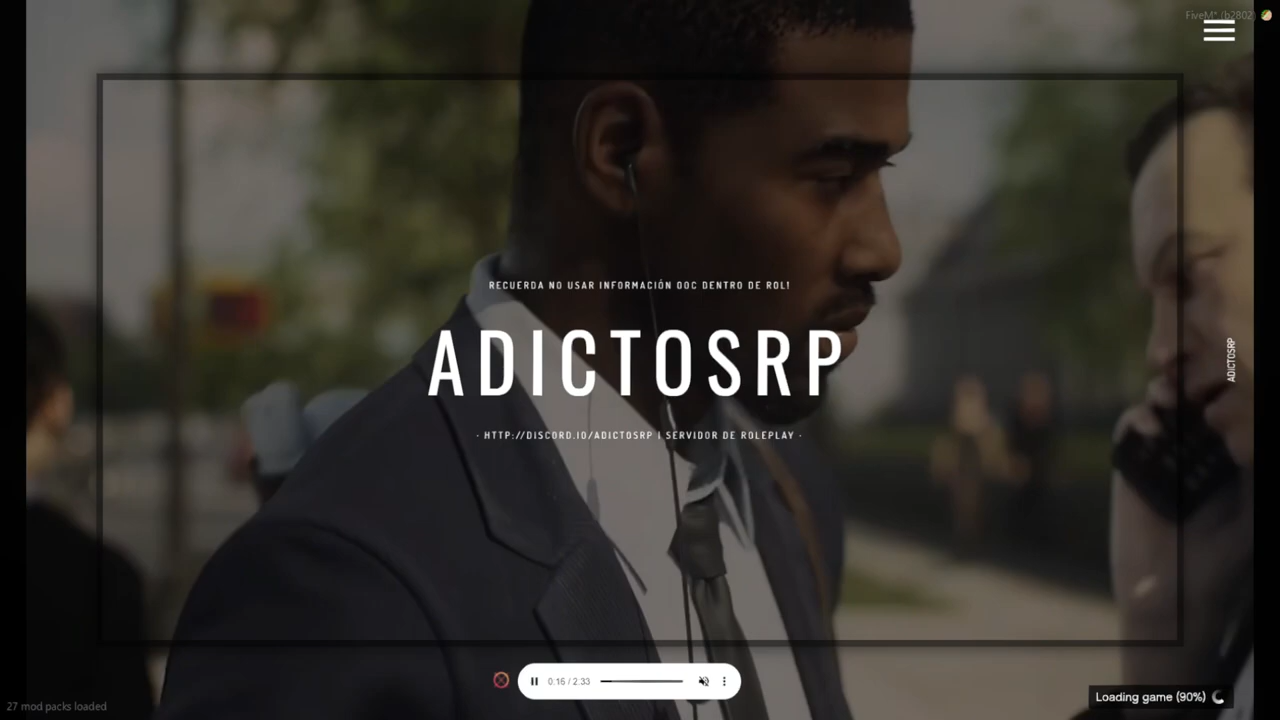 FiveM* (b2802)
RECUERDA NO USAR INFORMACIÓN OOC DENTRO DE ROL!
ADICTOSRP
ADICTOSRP
- HTTP://DISCORD.IO/ADICTOSRP | SERVIDOR DE ROLEPLAY -
0:16 / 2:33
Loading game (90%)
27 mod packs loaded